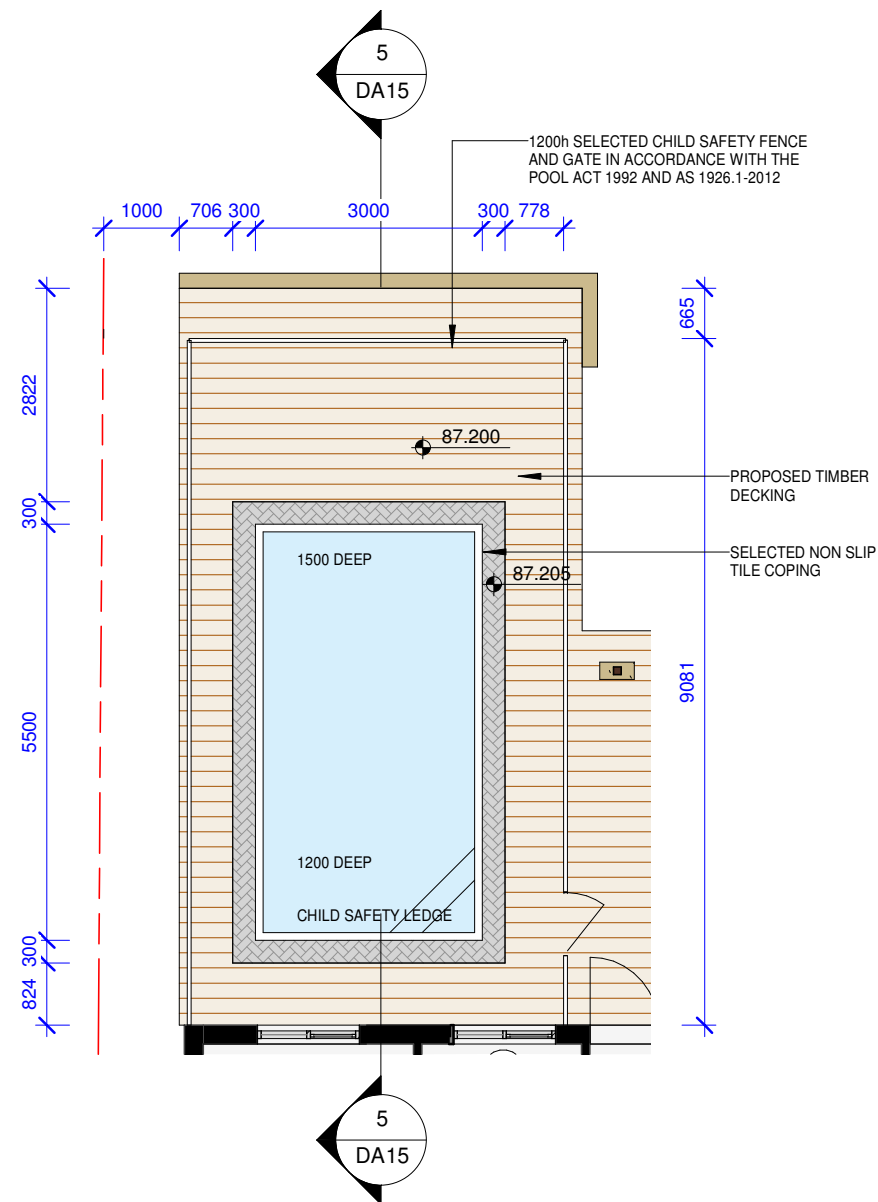 5
DA15
1200h SELECTED CHILD SAFETY FENCE
AND GATE IN ACCORDANCE WITH THE
POOL ACT 1992 AND AS 1926.1-2012
1000 706 300 3000 300 778
665
2822
87.200
PROPOSED TIMBER
DECKING
300
SELECTED NON SLIP
TILE COPING
1500 DEEP
87.205
9081
5500
1200 DEEP
CHILD SAFETY LEDGE
300
824
5
DA15